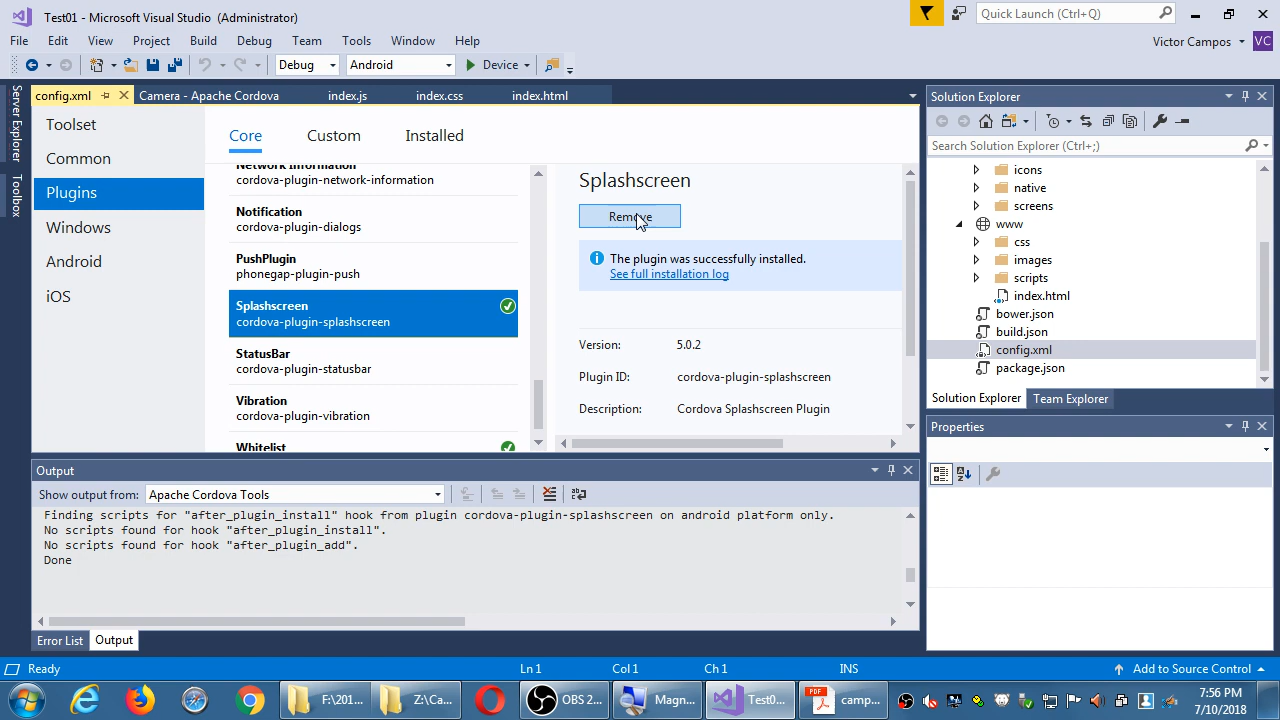 Test01 - Microsoft Visual Studio (Administrator)
Quick Launch (Ctrl+Q)
File Edit View Project Build Debug Team Tools Window Help
Victor Campos VC
Debug Android Device
Server Explorer
Toolbox
config.xml Camera - Apache Cordova index.js index.css index.html
Toolset
Common
Plugins
Windows
Android
iOS
Core Custom Installed
Network Information
cordova-plugin-network-information
Notification
cordova-plugin-dialogs
PushPlugin
phonegap-plugin-push
Splashscreen
cordova-plugin-splashscreen
StatusBar
cordova-plugin-statusbar
Vibration
cordova-plugin-vibration
Whitelist
Splashscreen
Remove
The plugin was successfully installed.
See full installation log
Version: 5.0.2
Plugin ID: cordova-plugin-splashscreen
Description: Cordova Splashscreen Plugin
Solution Explorer
Search Solution Explorer (Ctrl+;)
icons
native
screens
www
css
images
scripts
index.html
bower.json
build.json
config.xml
package.json
Solution Explorer Team Explorer
Properties
Output
Show output from: Apache Cordova Tools
Finding scripts for "after_plugin_install" hook from plugin cordova-plugin-splashscreen on android platform only.
No scripts found for hook "after_plugin_install".
No scripts found for hook "after_plugin_add".
Done
Error List Output
Ready Ln 1 Col 1 Ch 1 INS Add to Source Control
F:\201... Z:\Ca... OBS 2... Magn... Test0... PDF camp...
7:56 PM
7/10/2018